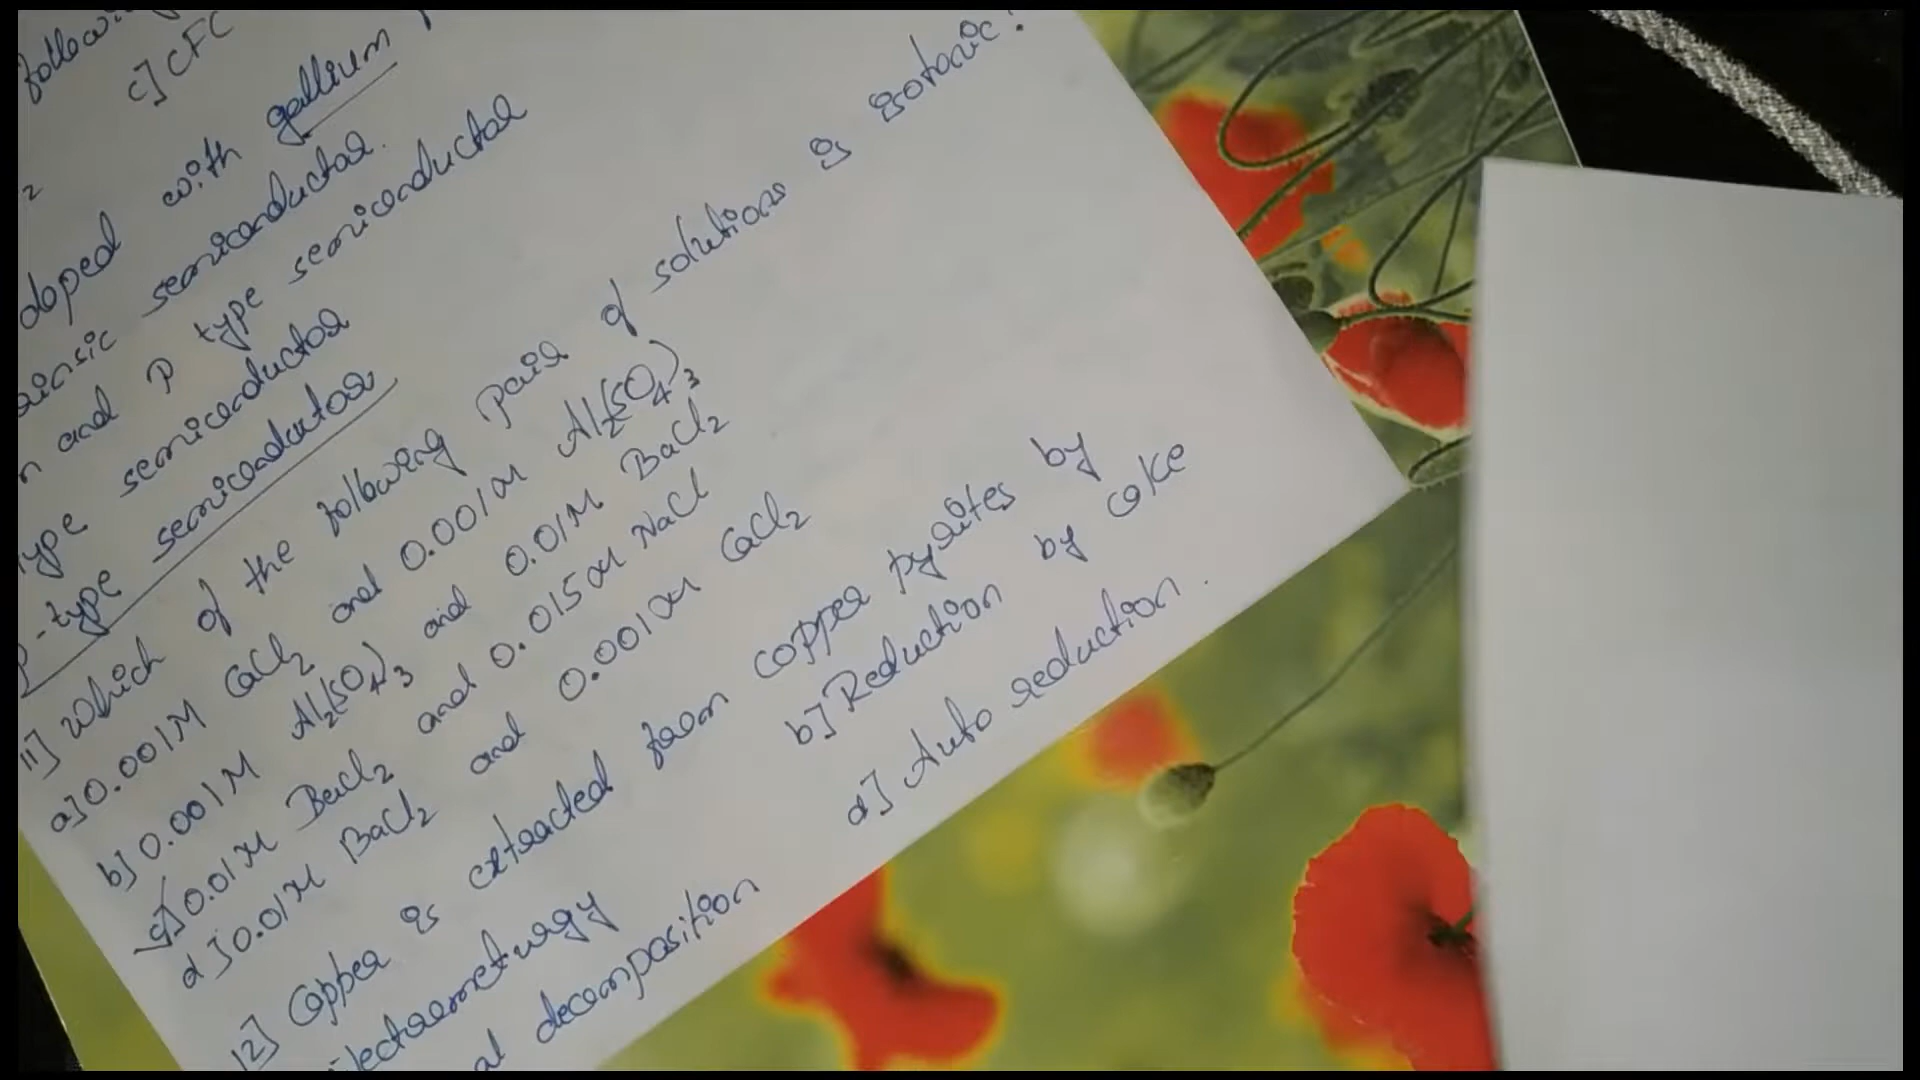 following
c] CFC
2
doped with gallium
insic semiconductor.
n and P type semiconductor
type semiconductor
P-type semiconductor
11] Which of the following pair of solutions is isotonic?
a] 0.001M CaCl2 and 0.001M Al2(SO4)3
b] 0.001M Al2(SO4)3 and 0.01M BaCl2
c] 0.01M BaCl2 and 0.015M NaCl
d] 0.01M BaCl2 and 0.001M CaCl2
12] Copper is extracted from copper pyrites by
electrometurgy b] Reduction by coke
al decomposition d] Auto reduction.